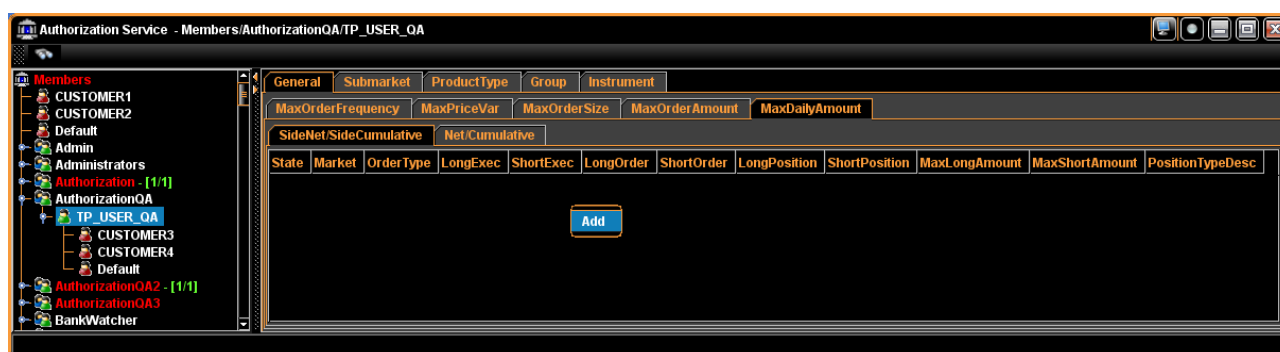 Authorization Service - Members/AuthorizationQA/TP_USER_QA
Members
CUSTOMER1
CUSTOMER2
Default
Admin
Administrators
Authorization - [1/1]
AuthorizationQA
TP_USER_QA
CUSTOMER3
CUSTOMER4
Default
AuthorizationQA2 - [1/1]
AuthorizationQA3
BankWatcher
General Submarket ProductType Group Instrument
MaxOrderFrequency MaxPriceVar MaxOrderSize MaxOrderAmount MaxDailyAmount
SideNet/SideCumulative Net/Cumulative
State Market OrderType LongExec ShortExec LongOrder ShortOrder LongPosition ShortPosition MaxLongAmount MaxShortAmount PositionTypeDesc
Add